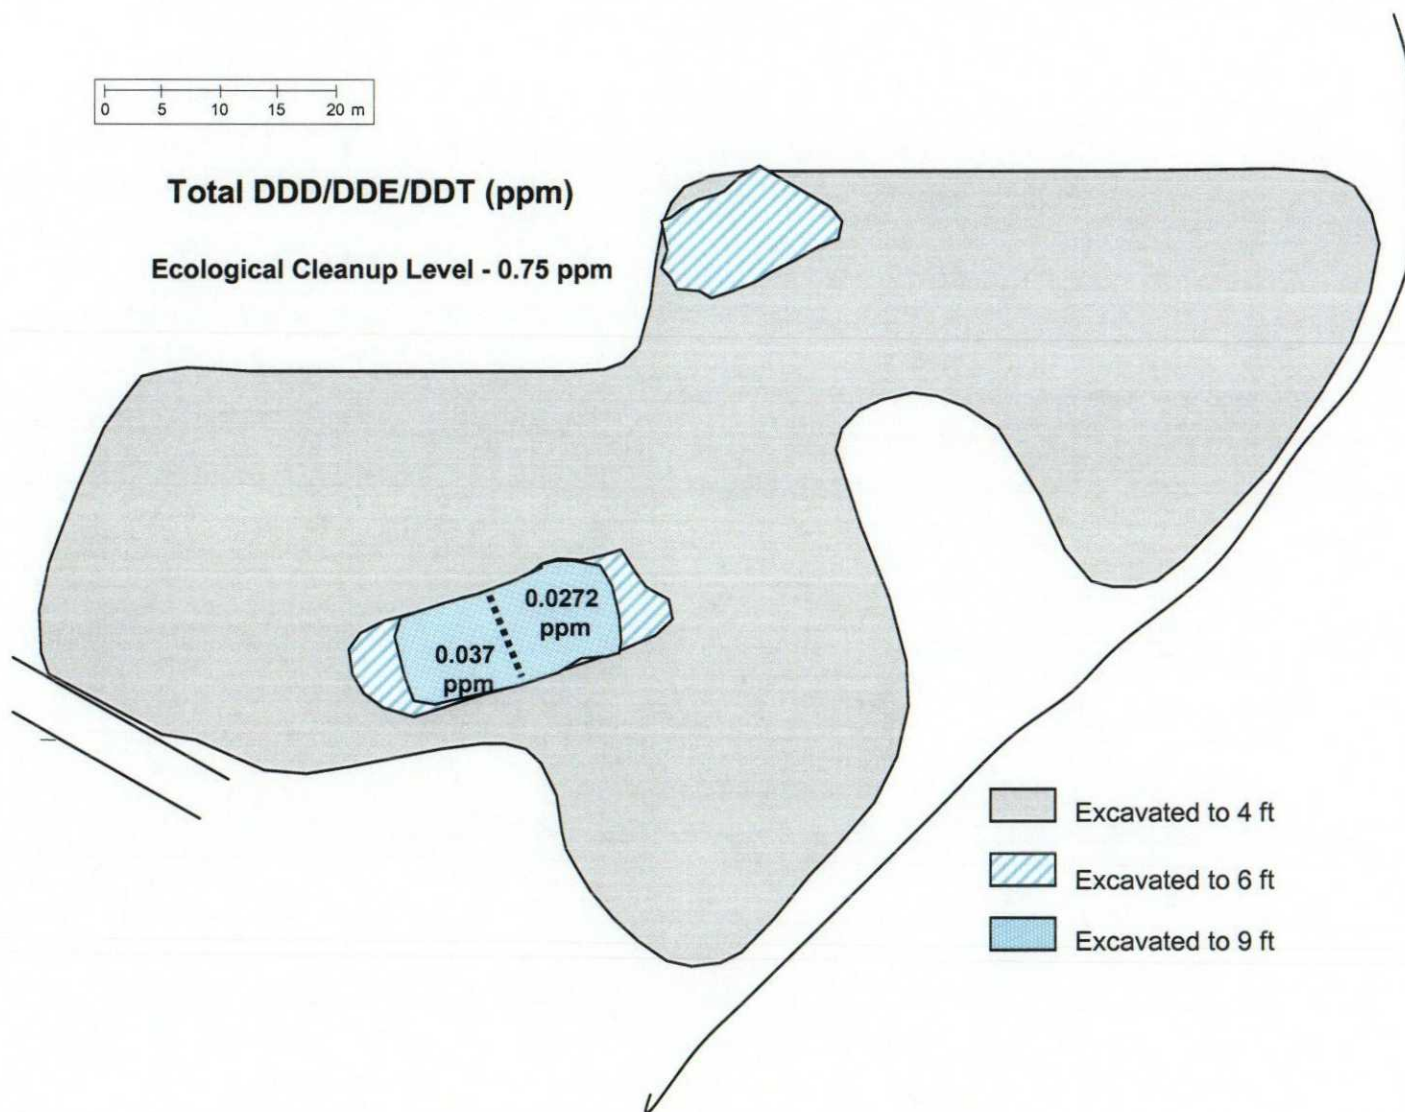 0 5 10 15 20 m
Total DDD/DDE/DDT (ppm)
Ecological Cleanup Level - 0.75 ppm
0.0272
ppm
0.037
ppm
Excavated to 4 ft
Excavated to 6 ft
Excavated to 9 ft